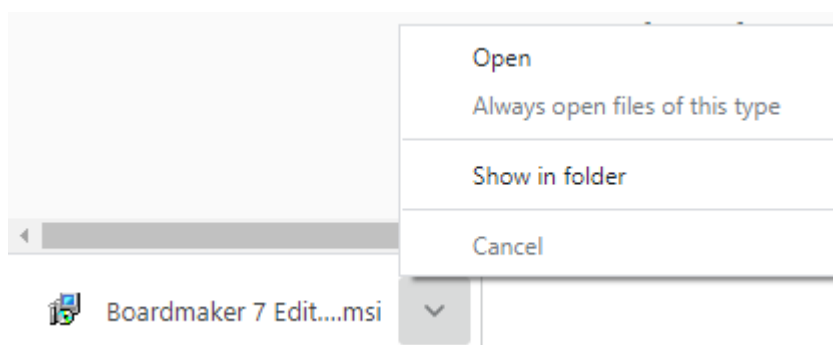 Open
Always open files of this type
Show in folder
Cancel
Boardmaker 7 Edit....msi